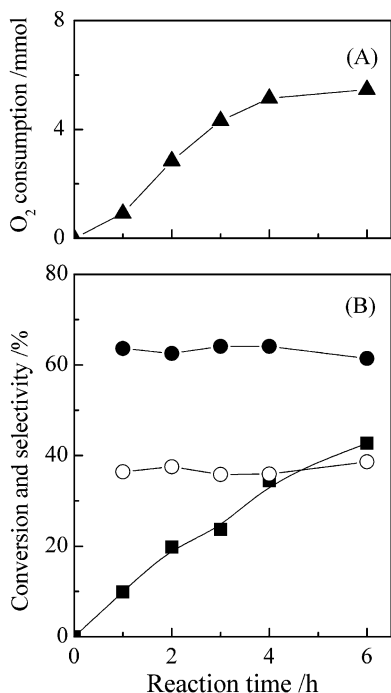 (A)
O2 consumption /mmol
8
4
0
(B)
Conversion and selectivity /%
80
60
40
20
0
0 2 4 6
Reaction time /h